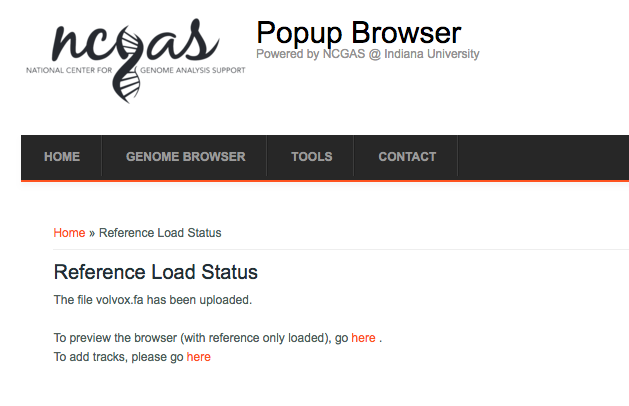 ncgas
NATIONAL CENTER FOR GENOME ANALYSIS SUPPORT
Popup Browser
Powered by NCGAS @ Indiana University
HOME GENOME BROWSER TOOLS CONTACT
Home » Reference Load Status
Reference Load Status
The file volvox.fa has been uploaded.
To preview the browser (with reference only loaded), go here .
To add tracks, please go here